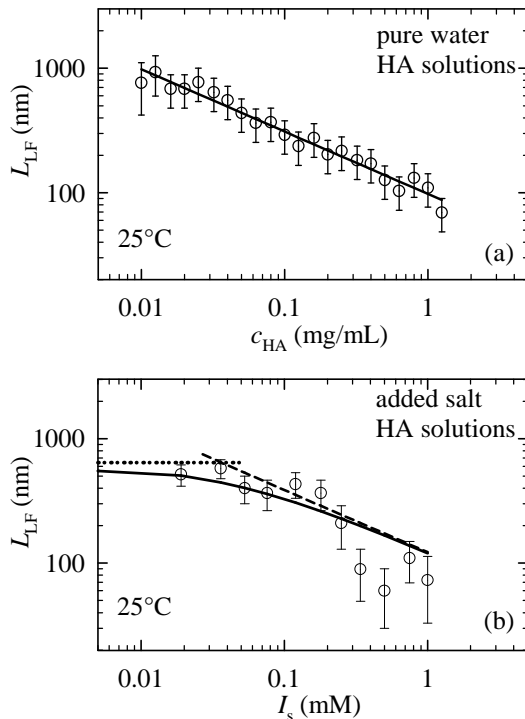 pure water
HA solutions
1000
100
L_LF (nm)
25°C
(a)
0.01
0.1
1
c_HA (mg/mL)
added salt
HA solutions
1000
100
L_LF (nm)
25°C
(b)
0.01
0.1
1
I_s (mM)